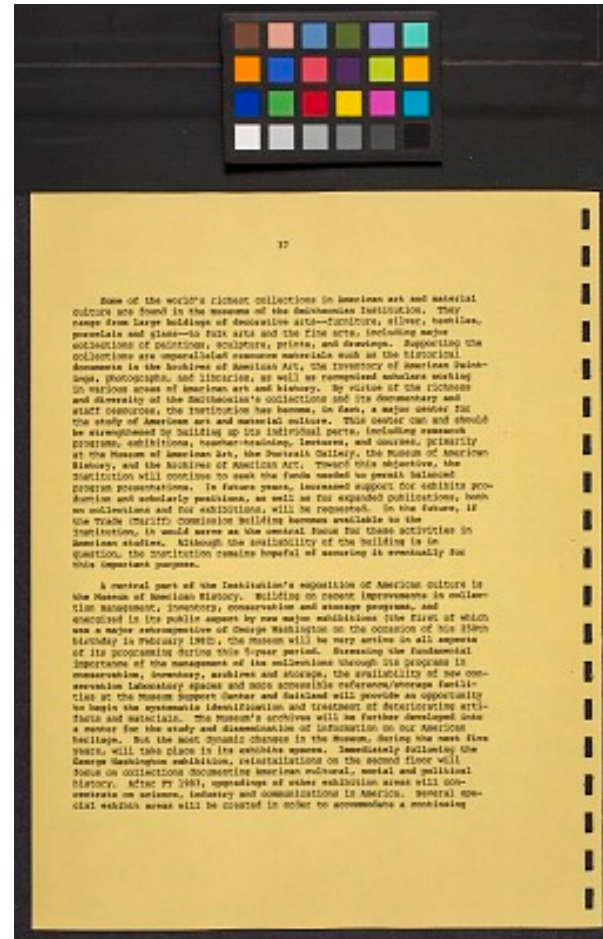 37
Some of the world's richest collections in American art and material
culture are found in the museums of the Smithsonian Institution. They
range from large holdings of decorative arts--furniture, silver, textiles,
porcelain and glass--to folk arts and the fine arts, including major
collections of paintings, sculpture, prints, and drawings. Supporting the
collections are unparalleled resource materials such as the historical
documents in the Archives of American Art, the Inventory of American Paint-
ings, photographs, and libraries, as well as recognized scholars working
in various areas of American art and history. By virtue of the richness
and diversity of the Smithsonian's collections and its documentary and
staff resources, the Institution has become, in fact, a major center for
the study of American art and material culture. This center can and should
be strengthened by building up its individual parts, including research
programs, exhibitions, teacher-training, lectures, and courses, primarily
at the Museum of American Art, the Portrait Gallery, the Museum of American
History, and the Archives of American Art. Toward this objective, the
Institution will continue to seek the funds needed to permit balanced
program presentations. In future years, increased support for exhibits pro-
duction and scholarly positions, as well as for expanded publications, both
on collections and for exhibitions, will be requested. In the future, if
the Trade (Tariff) Commission Building becomes available to the
Institution, it would serve as the central focus for these activities in
American studies. Although the availability of the building is in
question, the Institution remains hopeful of securing it eventually for
this important purpose.
A central part of the Institution's exposition of American culture is
the Museum of American History. Building on recent improvements in collec-
tion management, inventory, conservation and storage programs, and
energized in its public aspect by new major exhibitions (the first of which
was a major retrospective of George Washington on the occasion of his 250th
birthday in February 1982), the museum will be very active in all aspects
of its programming during this 5-year period. Stressing the fundamental
importance of the management of its collections through its programs in
conservation, inventory, archives and storage, the availability of new con-
servation laboratory spaces and more accessible reference/storage facili-
ties at the Museum Support Center and Suitland will provide an opportunity
to begin the systematic identification and treatment of deteriorating arti-
facts and materials. The Museum's archives will be further developed into
a center for the study and dissemination of information on our American
heritage. But the most dynamic changes in the Museum, during the next five
years, will take place in its exhibits spaces. Immediately following the
George Washington exhibition, reinstallations on the second floor will
focus on collections documenting American cultural, social and political
history. After FY 1983, upgradings of other exhibition areas will con-
centrate on science, industry and communications in America. Several spe-
cial exhibit areas will be created in order to accommodate a continuing